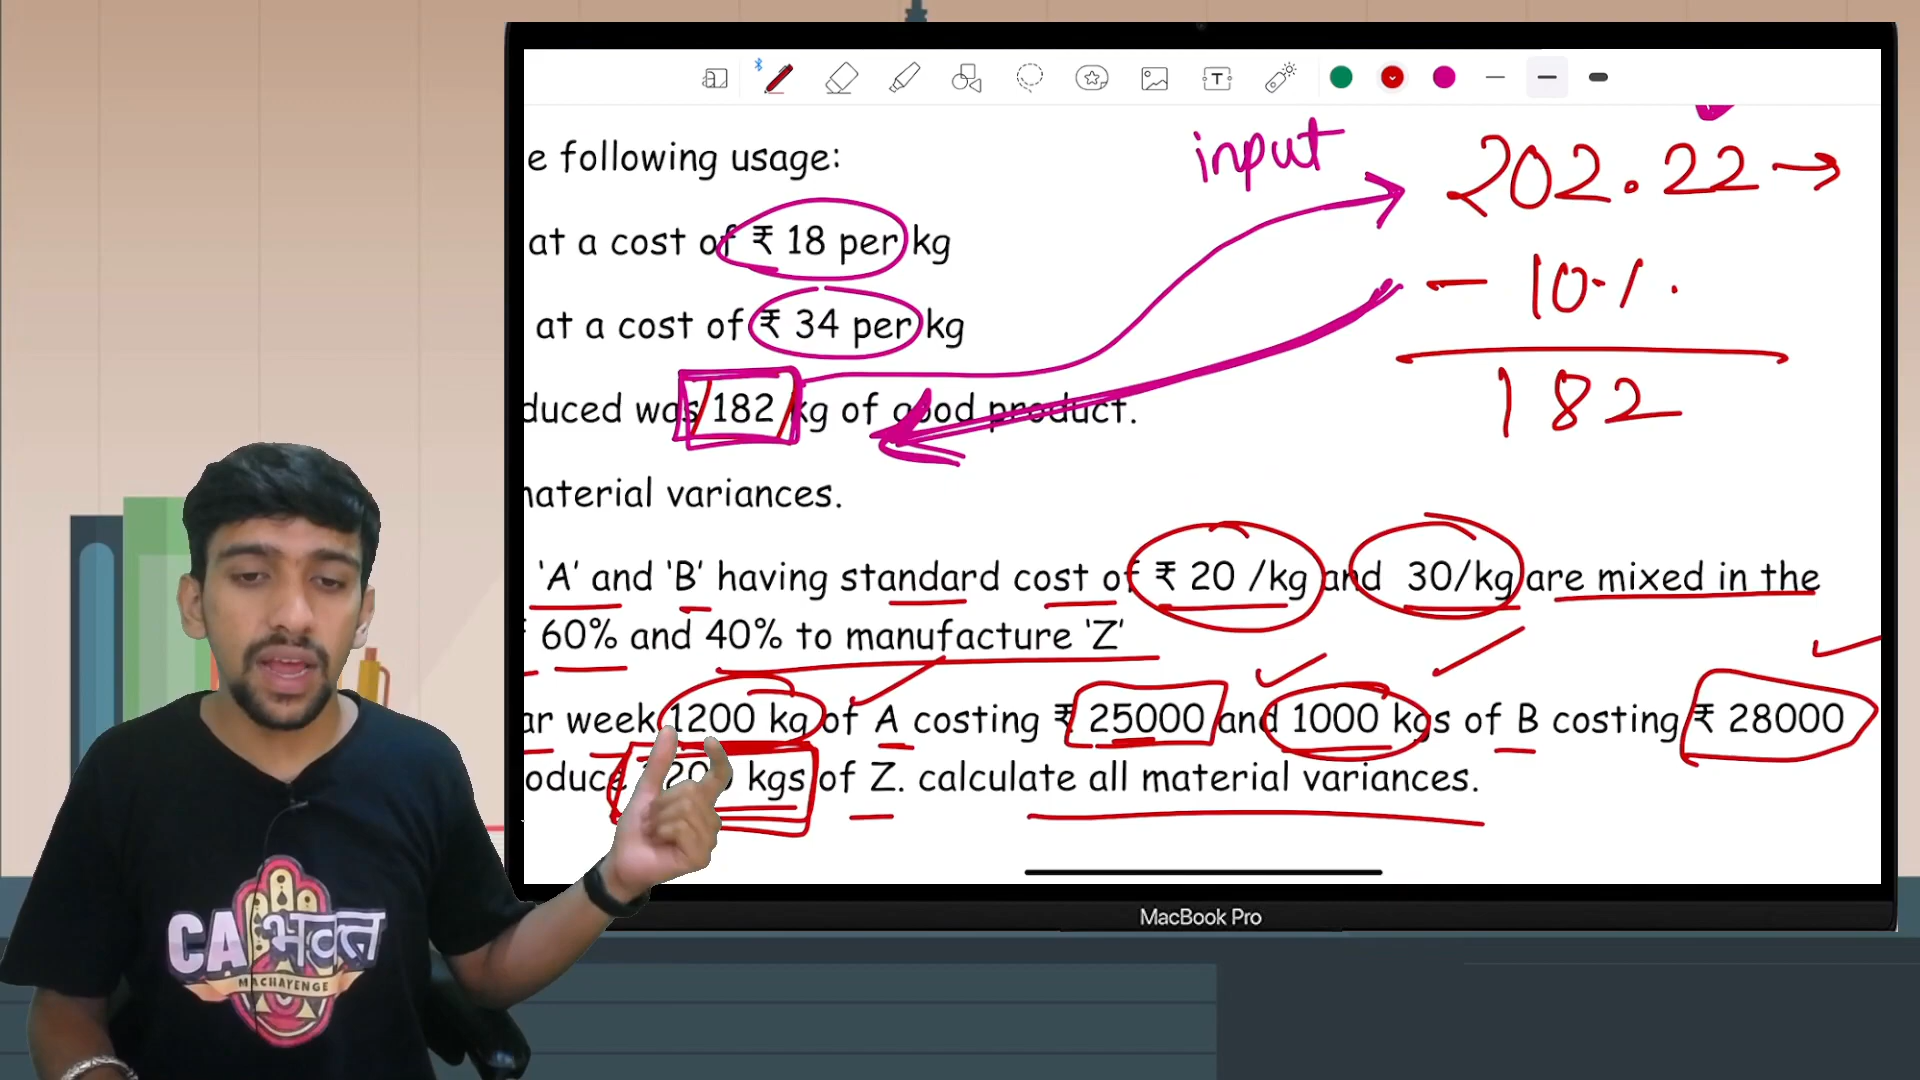 input
202.22 →
- 10%.
182
e following usage:
at a cost of ₹ 18 per kg
at a cost of ₹ 34 per kg
duced was 182 kg of good product.
naterial variances.
'A' and 'B' having standard cost of ₹ 20 /kg and 30/kg are mixed in the
60% and 40% to manufacture 'Z'
ar week 1200 kg of A costing ₹ 25000 and 1000 kgs of B costing ₹ 28000
oduce kgs of Z. calculate all material variances.
MacBook Pro
CA भक्त
MACHAYENGE